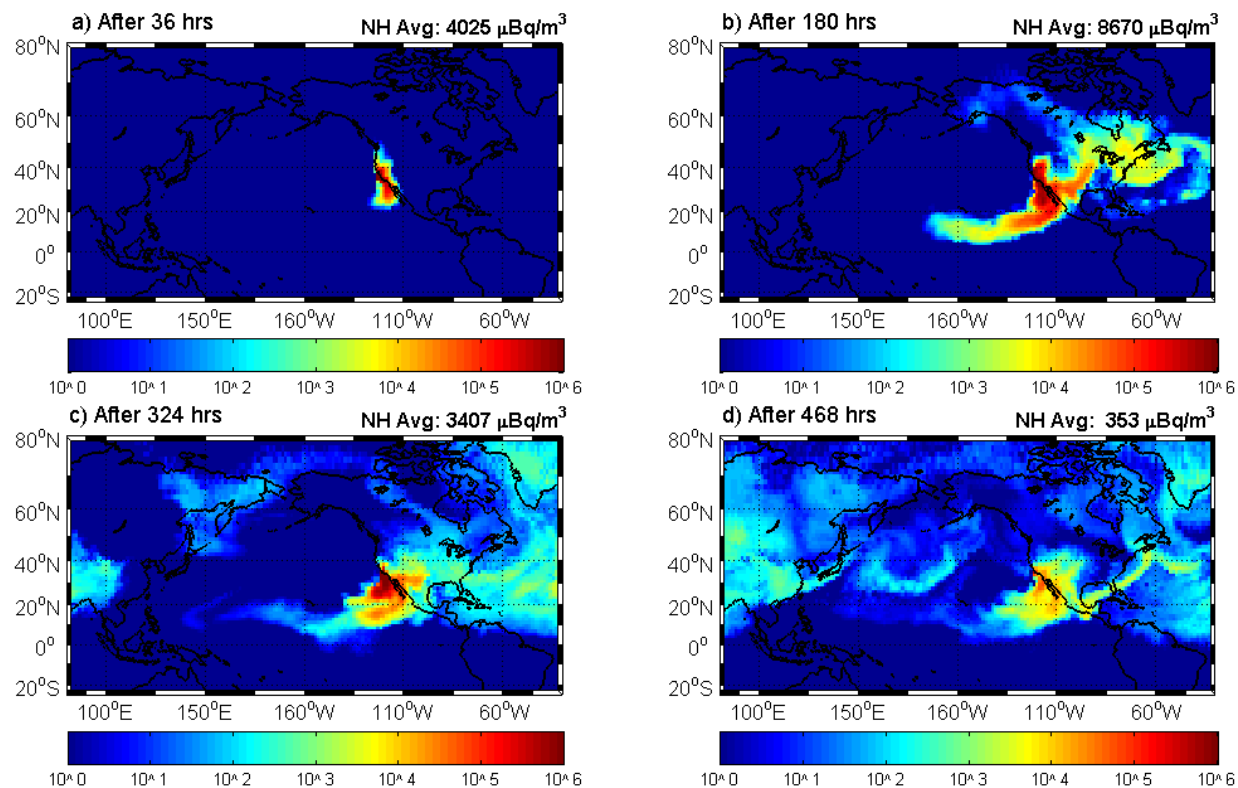 a) After 36 hrs NH Avg: 4025 μBq/m³
80°N
60°N
40°N
20°N
0°
20°S
100°E 150°E 160°W 110°W 60°W
10^0 10^1 10^2 10^3 10^4 10^5 10^6
b) After 180 hrs NH Avg: 8670 μBq/m³
80°N
60°N
40°N
20°N
0°
20°S
100°E 150°E 160°W 110°W 60°W
10^0 10^1 10^2 10^3 10^4 10^5 10^6
c) After 324 hrs NH Avg: 3407 μBq/m³
80°N
60°N
40°N
20°N
0°
20°S
100°E 150°E 160°W 110°W 60°W
10^0 10^1 10^2 10^3 10^4 10^5 10^6
d) After 468 hrs NH Avg: 353 μBq/m³
80°N
60°N
40°N
20°N
0°
20°S
100°E 150°E 160°W 110°W 60°W
10^0 10^1 10^2 10^3 10^4 10^5 10^6